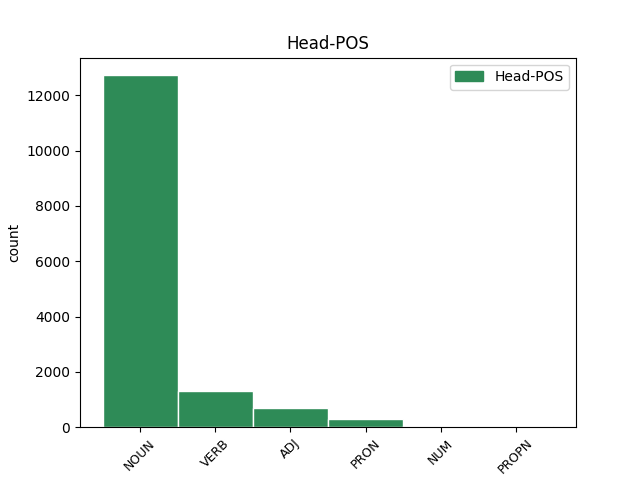 Head-POS
Head-POS
12000
10000
8000
6000
4000
2000
0
count
NOUN
VERB
ADJ
PRON
NUM
PROPN